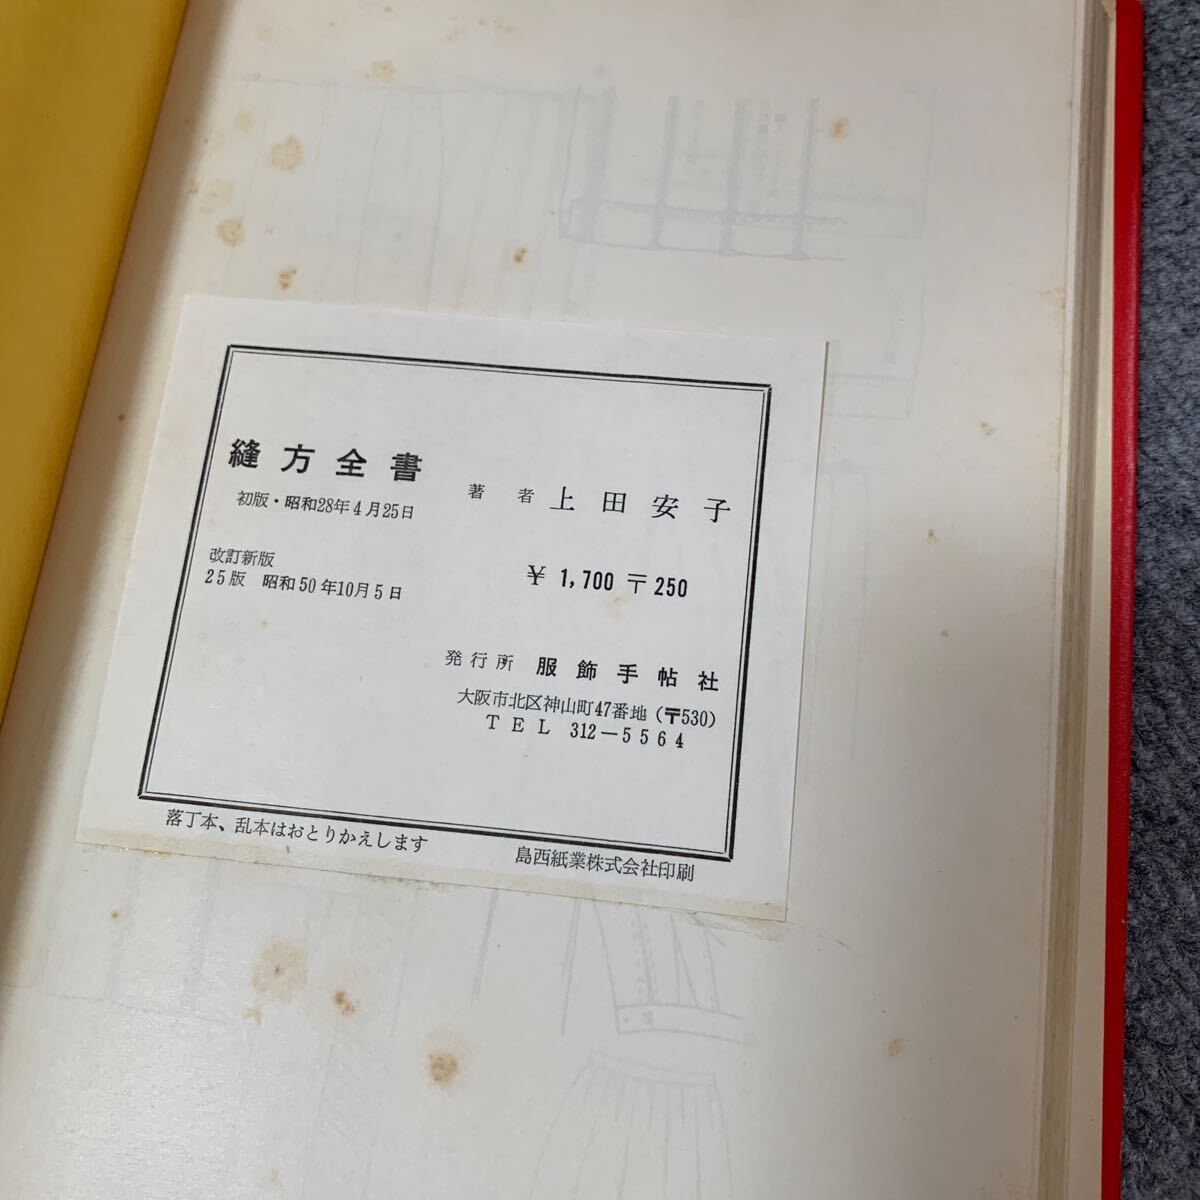 縫方全書
初版・昭和28年4月25日
著者 上田安子
改訂新版
25版 昭和50年10月5日
¥1,700 〒250
発行所 服飾手帖社
大阪市北区神山町47番地(〒530)
TEL 312-5564
落丁本、乱本はおとりかえします
島西紙業株式会社印刷